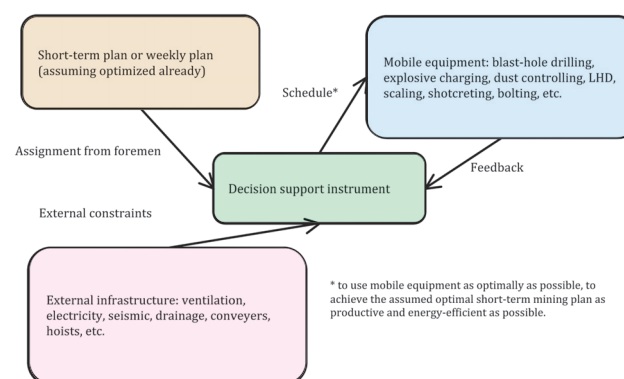 Short-term plan or weekly plan
(assuming optimized already)
Mobile equipment: blast-hole drilling,
explosive charging, dust controlling, LHD,
scaling, shotcreting, bolting, etc.
Schedule*
Assignment from foremen
Feedback
Decision support instrument
External constraints
External infrastructure: ventilation,
electricity, seismic, drainage, conveyers,
hoists, etc.
* to use mobile equipment as optimally as possible, to
achieve the assumed optimal short-term mining plan as
productive and energy-efficient as possible.